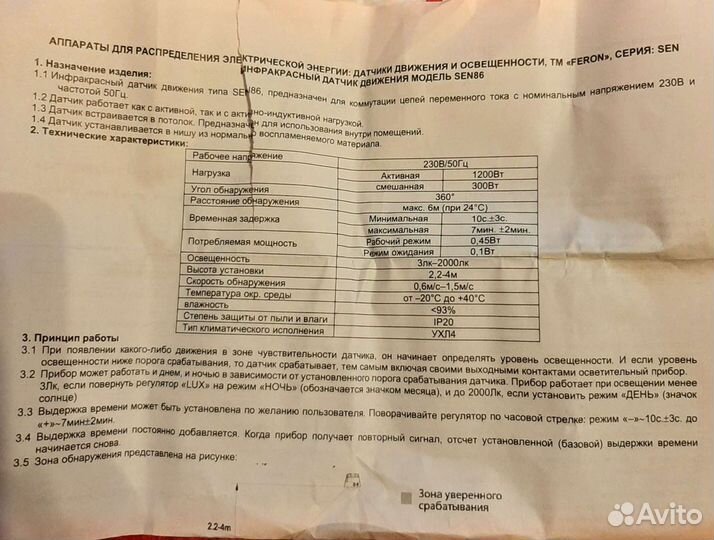 АППАРАТЫ ДЛЯ РАСПРЕДЕЛЕНИЯ ЭЛЕКТРИЧЕСКОЙ ЭНЕРГИИ: ДАТЧИКИ ДВИЖЕНИЯ И ОСВЕЩЕННОСТИ, ТМ «FERON», СЕРИЯ: SEN
ИНФРАКРАСНЫЙ ДАТЧИК ДВИЖЕНИЯ МОДЕЛЬ SEN86
1. Назначение изделия:
1.1 Инфракрасный датчик движения типа SEN86, предназначен для коммутации цепей переменного тока с номинальным напряжением 230В и
частотой 50Гц.
1.2 Датчик работает как с активной, так и с активно-индуктивной нагрузкой.
1.3 Датчик встраивается в потолок. Предназначен для использования внутри помещений.
1.4 Датчик устанавливается в нишу из нормально воспламеняемого материала.
2. Технические характеристики:
Рабочее напряжение 230В/50Гц
Нагрузка Активная 1200Вт
смешанная 300Вт
Угол обнаружения 360°
Расстояние обнаружения макс. 6м (при 24°С)
Временная задержка Минимальная 10с.±3с.
максимальная 7мин. ±2мин.
Потребляемая мощность Рабочий режим 0,45Вт
Режим ожидания 0,1Вт
Освещенность 3лк–2000лк
Высота установки 2,2-4м
Скорость обнаружения 0,6м/с–1,5м/с
Температура окр. среды от –20°С до +40°С
влажность <93%
Степень защиты от пыли и влаги IP20
Тип климатического исполнения УХЛ4
3. Принцип работы
3.1 При появлении какого-либо движения в зоне чувствительности датчика, он начинает определять уровень освещенности. И если уровень
освещенности ниже порога срабатывания, то датчик срабатывает, тем самым включая своими выходными контактами осветительный прибор.
3.2 Прибор может работать и днем, и ночью в зависимости от установленного порога срабатывания датчика. Прибор работает при освещении менее
3Лк, если повернуть регулятор «LUX» на режим «НОЧЬ» (обозначается значком месяца), и до 2000Лк, если установить режим «ДЕНЬ» (значок
солнце)
3.3 Выдержка времени может быть установлена по желанию пользователя. Поворачивайте регулятор по часовой стрелке: режим «–»~10с.±3с. до
«+»~7мин±2мин.
3.4 Выдержка времени постоянно добавляется. Когда прибор получает повторный сигнал, отсчет установленной (базовой) выдержки времени
начинается снова.
3.5 Зона обнаружения представлена на рисунке:
Зона уверенного
срабатывания
2.2-4m
Avito